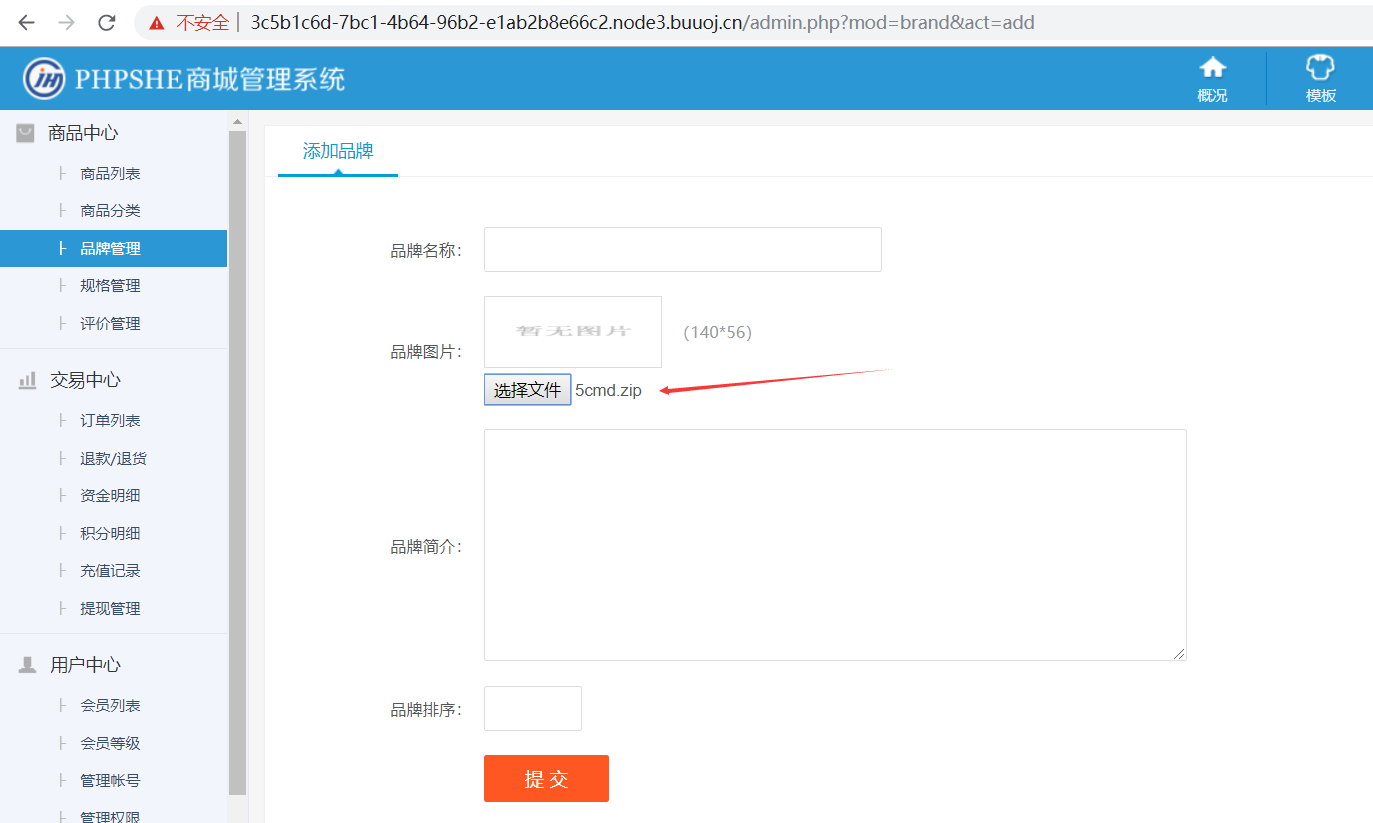 不安全 3c5b1c6d-7bc1-4b64-96b2-e1ab2b8e66c2.node3.buuoj.cn/admin.php?mod=brand&act=add
PHPSHE商城管理系统
概况
模板
商品中心
商品列表
商品分类
品牌管理
规格管理
评价管理
交易中心
订单列表
退款/退货
资金明细
积分明细
充值记录
提现管理
用户中心
会员列表
会员等级
管理帐号
管理权限
添加品牌
品牌名称：
品牌图片：
暂无图片
（140*56）
选择文件 5cmd.zip
品牌简介：
品牌排序：
提 交